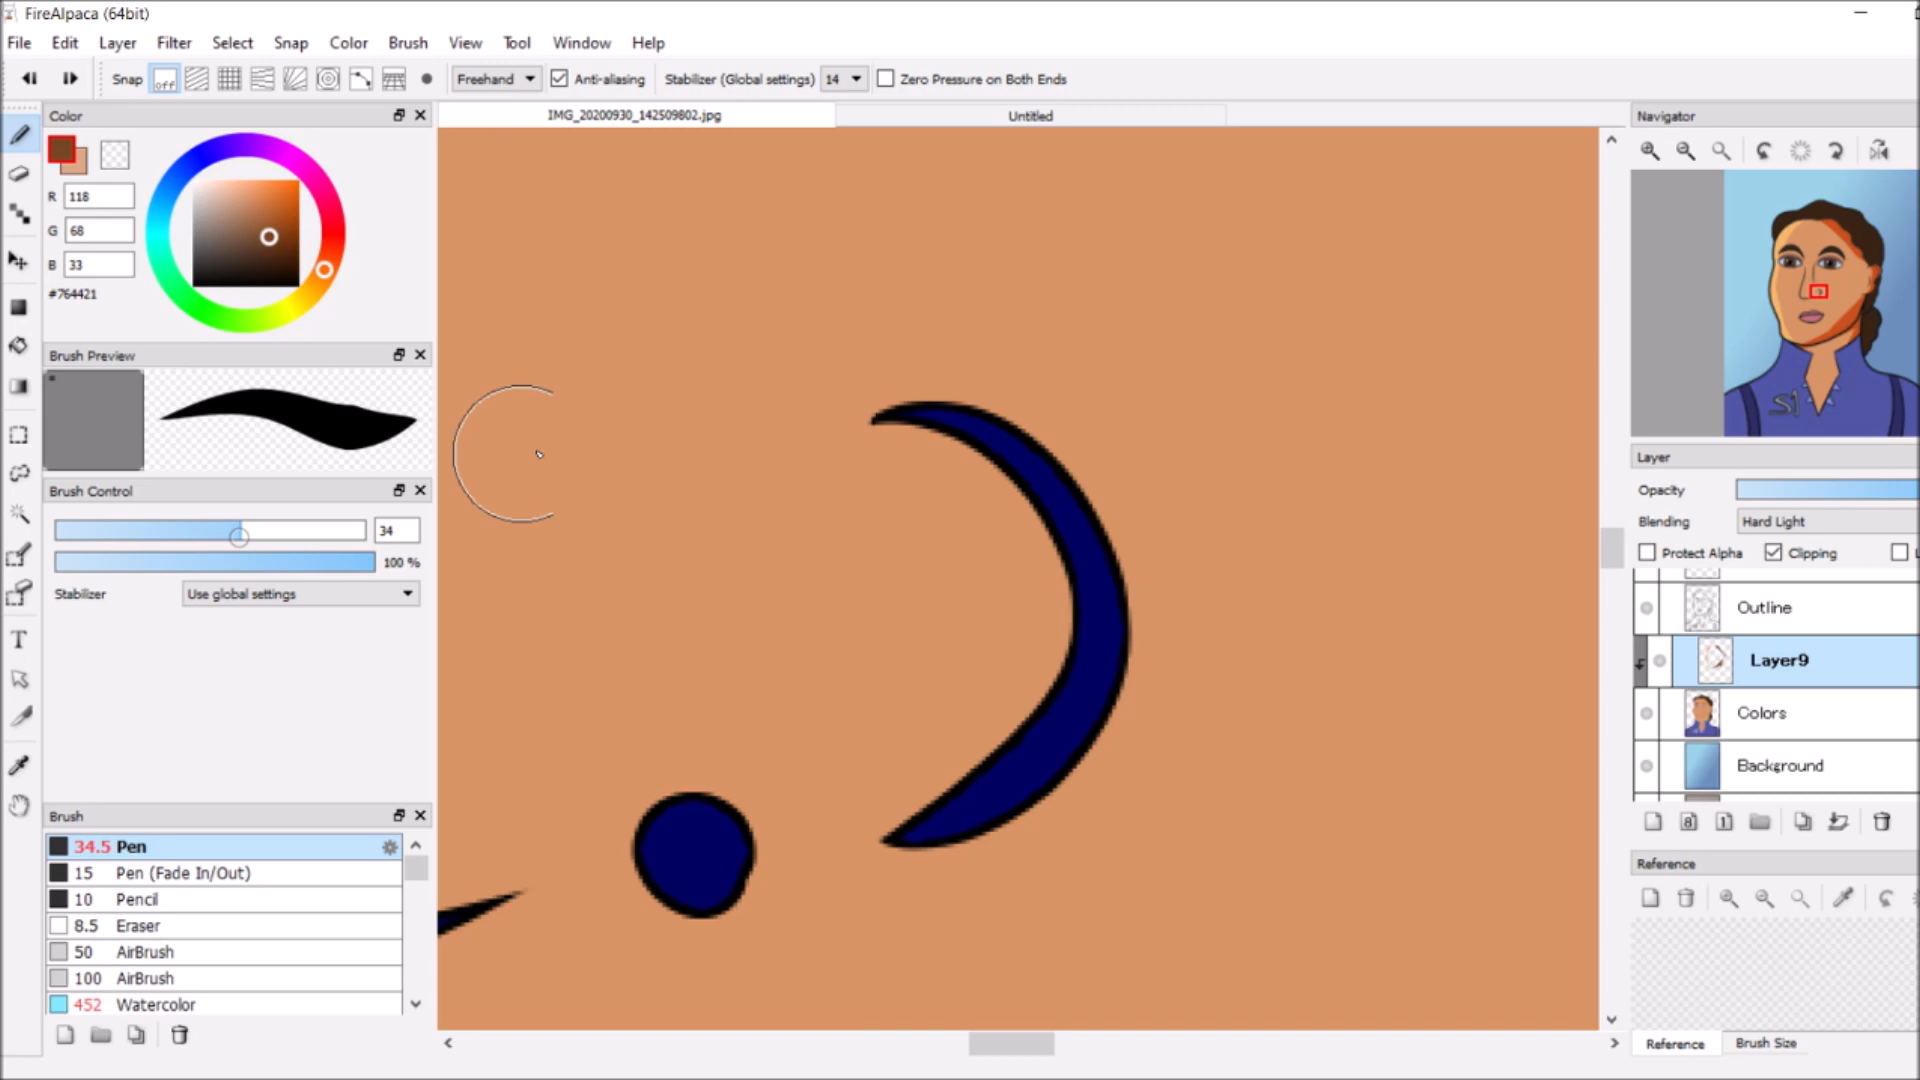 FireAlpaca (64bit)
File Edit Layer Filter Select Snap Color Brush View Tool Window Help
Snap off Freehand Anti-aliasing Stabilizer (Global settings) 14 Zero Pressure on Both Ends
Color
R 118
G 68
B 33
#764421
Brush Preview
Brush Control
34
100 %
Stabilizer Use global settings
Brush
34.5 Pen
15 Pen (Fade In/Out)
10 Pencil
8.5 Eraser
50 AirBrush
100 AirBrush
452 Watercolor
IMG_20200930_142509802.jpg Untitled
Navigator
SJ
Layer
Opacity
Blending Hard Light
Protect Alpha Clipping L
Outline
Layer9
Colors
Background
8 1
Reference
Reference Brush Size
T